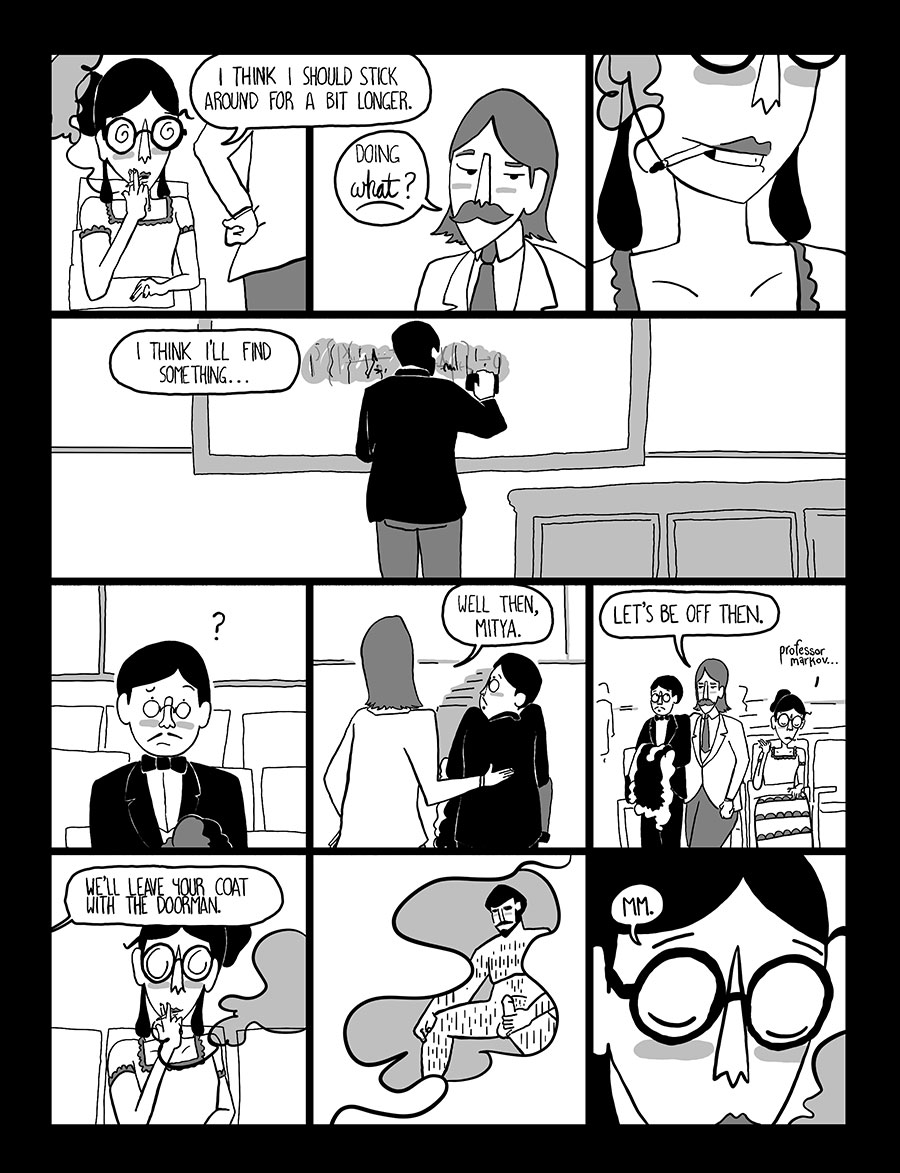 I THINK I SHOULD STICK
AROUND FOR A BIT LONGER.
DOING
what?
I THINK I'LL FIND
SOMETHING...
?
WELL THEN,
MITYA.
LET'S BE OFF THEN.
professor
markov...
WE'LL LEAVE YOUR COAT
WITH THE DOORMAN.
MM.